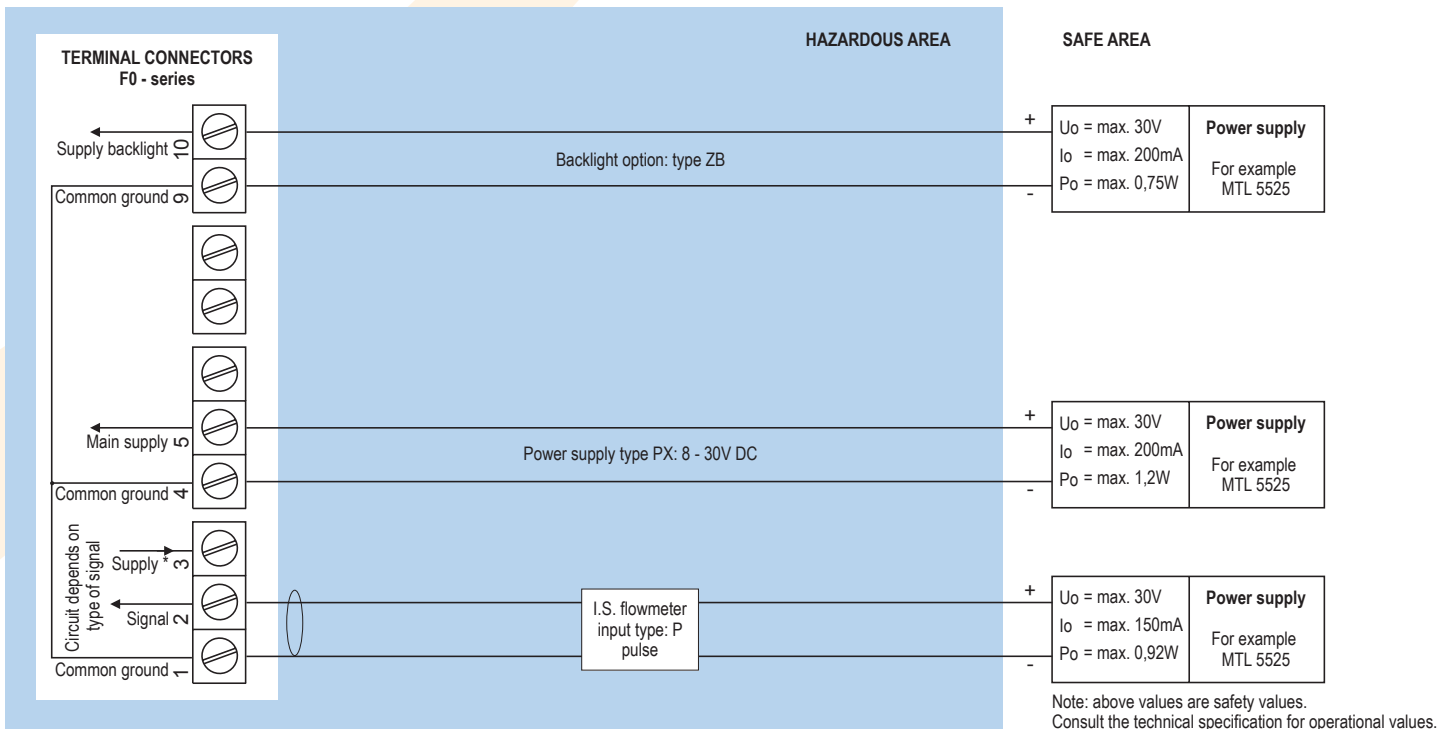 HAZARDOUS AREA
SAFE AREA
TERMINAL CONNECTORS
F0 - series
Supply backlight
10
Common ground
9
Backlight option: type ZB
+
-
Uo = max. 30V
Io = max. 200mA
Po = max. 0,75W
Power supply
For example
MTL 5525
Main supply
5
Common ground
4
Power supply type PX: 8 - 30V DC
+
-
Uo = max. 30V
Io = max. 200mA
Po = max. 1,2W
Power supply
For example
MTL 5525
Circuit depends on
type of signal
Supply *
3
Signal
2
Common ground
1
I.S. flowmeter
input type: P
pulse
+
-
Uo = max. 30V
Io = max. 150mA
Po = max. 0,92W
Power supply
For example
MTL 5525
Note: above values are safety values.
Consult the technical specification for operational values.